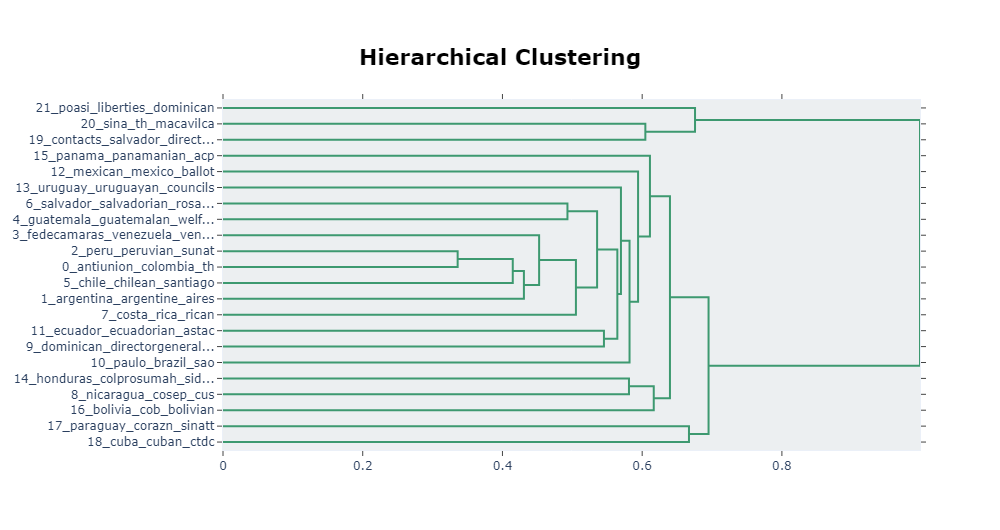 Hierarchical Clustering
21_poasi_liberties_dominican
20_sina_th_macavilca
19_contacts_salvador_direct...
15_panama_panamanian_acp
12_mexican_mexico_ballot
13_uruguay_uruguayan_councils
6_salvador_salvadorian_rosa...
4_guatemala_guatemalan_welf...
3_fedecamaras_venezuela_ven...
2_peru_peruvian_sunat
0_antiunion_colombia_th
5_chile_chilean_santiago
1_argentina_argentine_aires
7_costa_rica_rican
11_ecuador_ecuadorian_astac
9_dominican_directorgeneral...
10_paulo_brazil_sao
14_honduras_colprosumah_sid...
8_nicaragua_cosep_cus
16_bolivia_cob_bolivian
17_paraguay_corazn_sinatt
18_cuba_cuban_ctdc
0 0.2 0.4 0.6 0.8